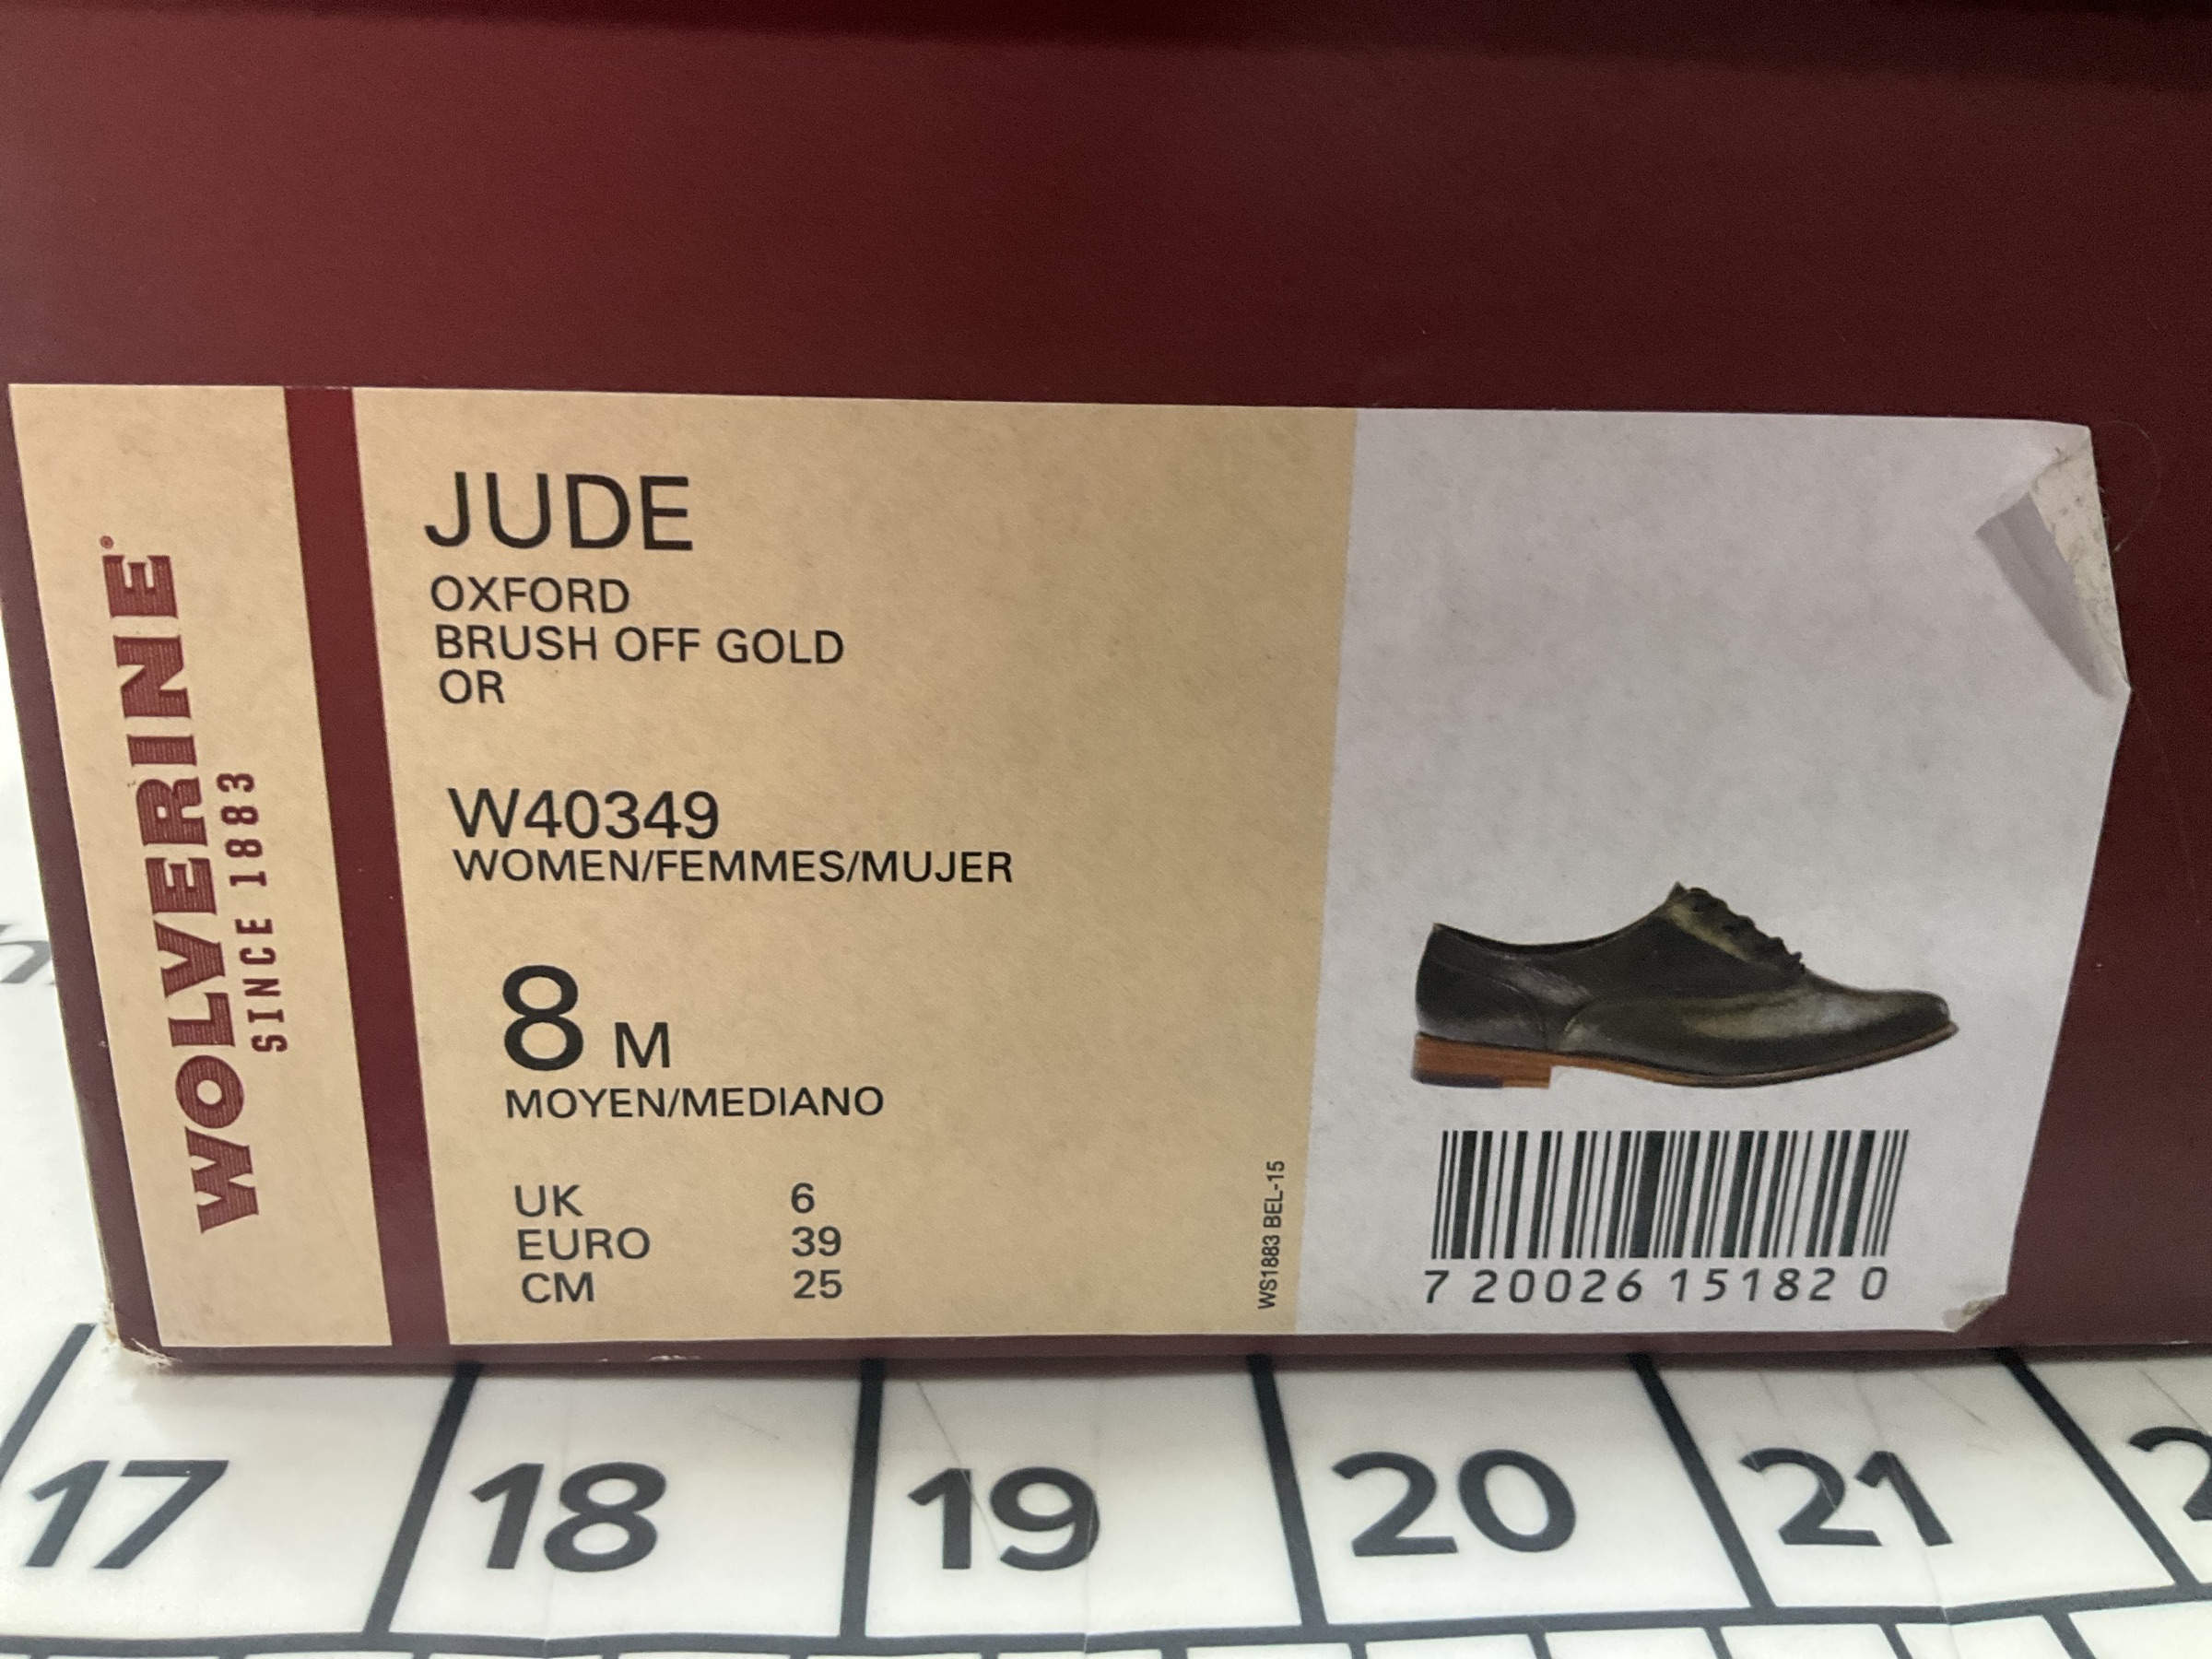 WOLVERINE
SINCE 1883
JUDE
OXFORD
BRUSH OFF GOLD
OR
W40349
WOMEN/FEMMES/MUJER
8 M
MOYEN/MEDIANO
UK 6
EURO 39
CM 25
WS1883 BEL-15
7 20026 15182 0
17 18 19 20 21